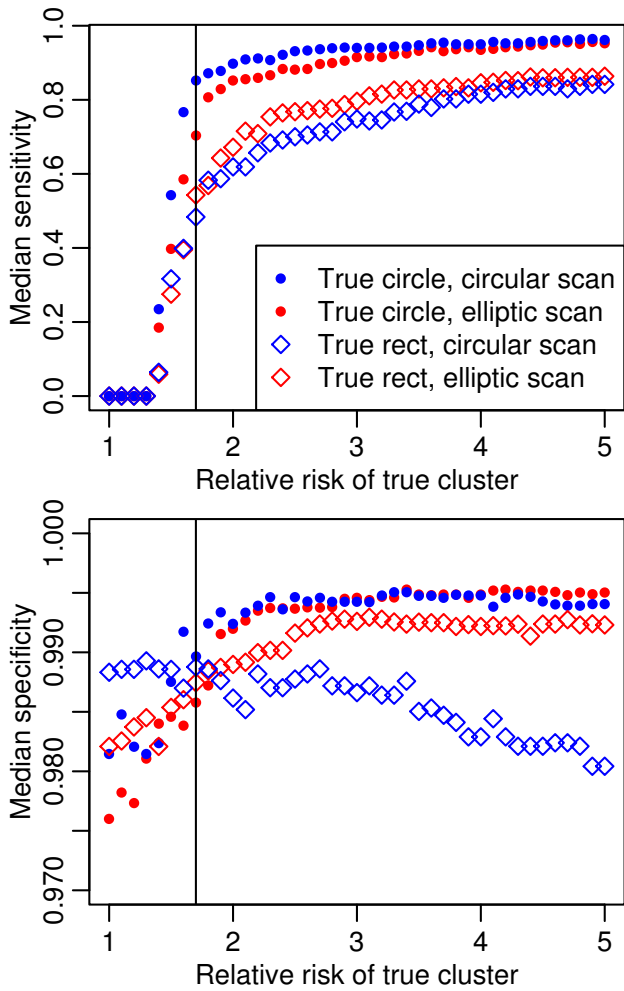 Median sensitivity
1.0
0.8
0.6
0.4
0.2
0.0
True circle, circular scan
True circle, elliptic scan
True rect, circular scan
True rect, elliptic scan
1 2 3 4 5
Relative risk of true cluster
Median specificity
1.000
0.990
0.980
0.970
1 2 3 4 5
Relative risk of true cluster